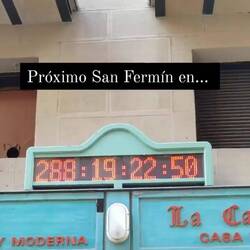 Próximo San Fermín en...
288:19:22:50
Y MODERNA
La Ca
CASA